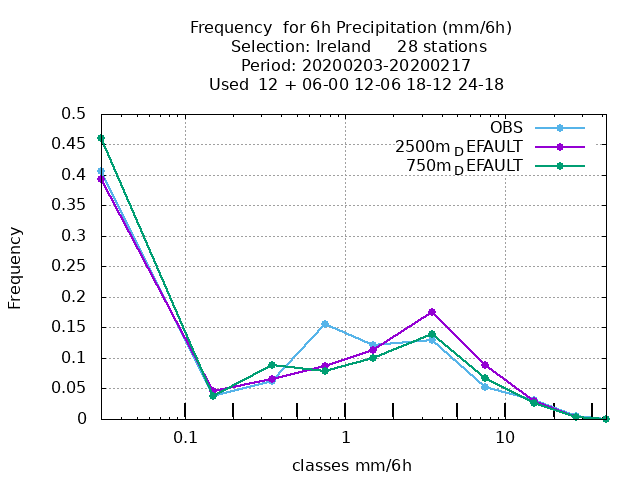 Frequency  for 6h Precipitation (mm/6h)
Selection: Ireland     28 stations
Period: 20200203-20200217
Used  12 + 06-00 12-06 18-12 24-18
0.5
0.45
0.4
0.35
0.3
0.25
0.2
0.15
0.1
0.05
0
Frequency
OBS
2500m_DEFAULT
750m_DEFAULT
0.1 1 10
classes mm/6h